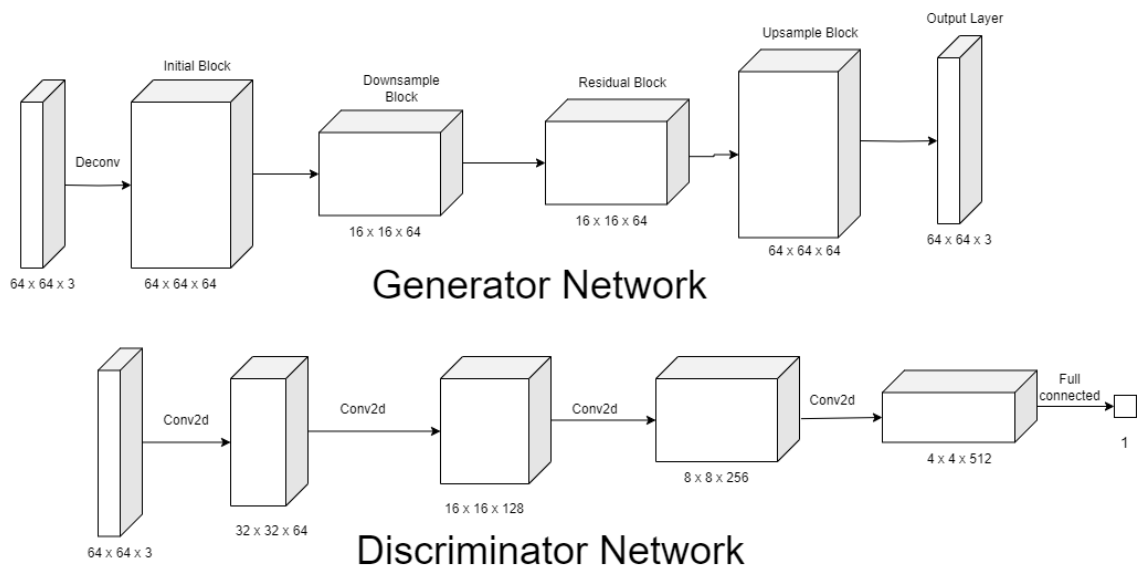 Initial Block
Downsample
Block
Residual Block
Upsample Block
Output Layer
Deconv
64 x 64 x 3
64 x 64 x 64
16 x 16 x 64
16 x 16 x 64
64 x 64 x 64
64 x 64 x 3
Generator Network
Conv2d
Conv2d
Conv2d
Conv2d
Full
connected
64 x 64 x 3
32 x 32 x 64
16 x 16 x 128
8 x 8 x 256
4 x 4 x 512
1
Discriminator Network